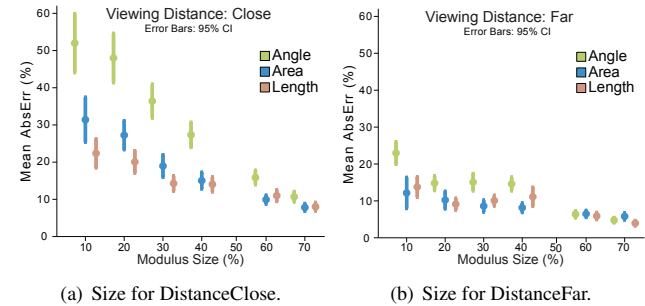 Viewing Distance: Close
Error Bars: 95% CI
Angle
Area
Length
Mean AbsErr (%)
60
50
40
30
20
10
0
10 20 30 40 50 60 70
Modulus Size (%)
(a) Size for DistanceClose.
Viewing Distance: Far
Error Bars: 95% CI
Angle
Area
Length
Mean AbsErr (%)
60
50
40
30
20
10
0
10 20 30 40 50 60 70
Modulus Size (%)
(b) Size for DistanceFar.